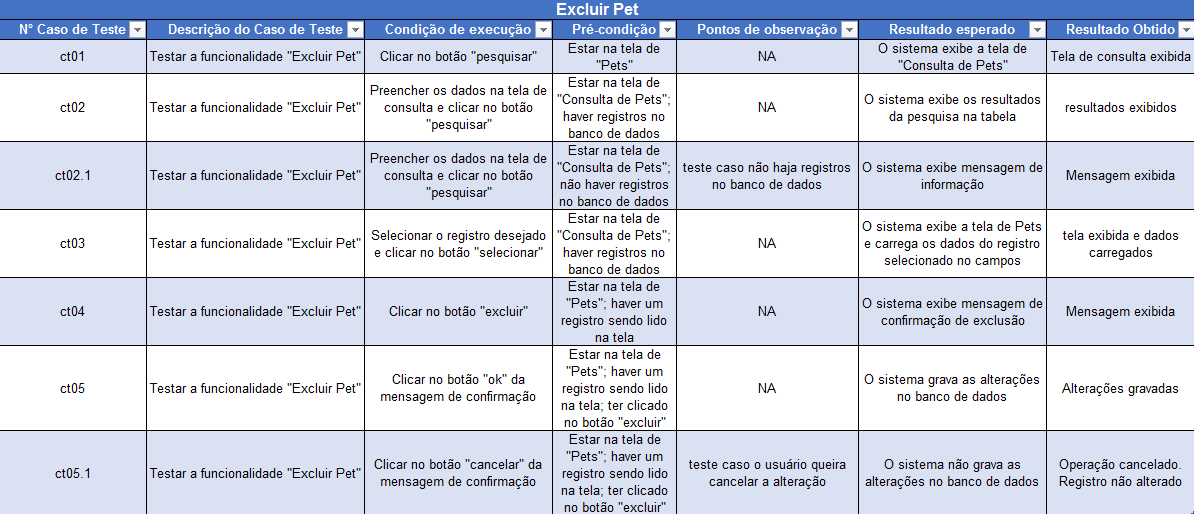 Excluir Pet
N° Caso de Teste
Descrição do Caso de Teste
Condição de execução
Pré-condição
Pontos de observação
Resultado esperado
Resultado Obtido
ct01
Testar a funcionalidade "Excluir Pet"
Clicar no botão "pesquisar"
Estar na tela de
"Pets"
NA
O sistema exibe a tela de
"Consulta de Pets"
Tela de consulta exibida
ct02
Testar a funcionalidade "Excluir Pet"
Preencher os dados na tela de
consulta e clicar no botão
"pesquisar"
Estar na tela de
"Consulta de Pets";
haver registros no
banco de dados
NA
O sistema exibe os resultados
da pesquisa na tabela
resultados exibidos
ct02.1
Testar a funcionalidade "Excluir Pet"
Preencher os dados na tela de
consulta e clicar no botão
"pesquisar"
Estar na tela de
"Consulta de Pets";
não haver registros
no banco de dados
teste caso não haja registros
no banco de dados
O sistema exibe mensagem de
informação
Mensagem exibida
ct03
Testar a funcionalidade "Excluir Pet"
Selecionar o registro desejado
e clicar no botão "selecionar"
Estar na tela de
"Consulta de Pets";
haver registros no
banco de dados
NA
O sistema exibe a tela de Pets
e carrega os dados do registro
selecionado no campos
tela exibida e dados
carregados
ct04
Testar a funcionalidade "Excluir Pet"
Clicar no botão "excluir"
Estar na tela de
"Pets"; haver um
registro sendo lido
na tela
NA
O sistema exibe mensagem de
confirmação de exclusão
Mensagem exibida
ct05
Testar a funcionalidade "Excluir Pet"
Clicar no botão "ok" da
mensagem de confirmação
Estar na tela de
"Pets"; haver um
registro sendo lido
na tela; ter clicado
no botão "excluir"
NA
O sistema grava as alterações
no banco de dados
Alterações gravadas
ct05.1
Testar a funcionalidade "Excluir Pet"
Clicar no botão "cancelar" da
mensagem de confirmação
Estar na tela de
"Pets"; haver um
registro sendo lido
na tela; ter clicado
no botão "excluir"
teste caso o usuário queira
cancelar a alteração
O sistema não grava as
alterações no banco de dados
Operação cancelado.
Registro não alterado